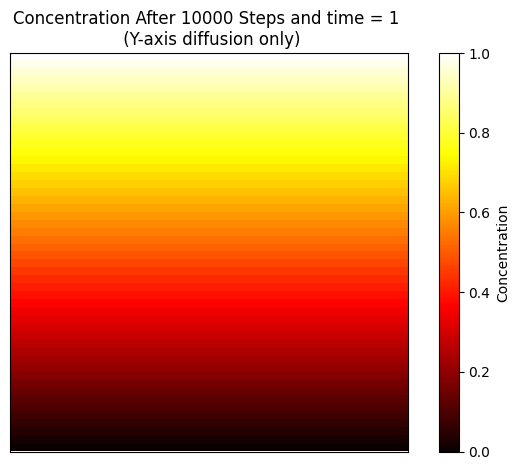 Concentration After 10000 Steps and time = 1
(Y-axis diffusion only)
1.0
0.8
0.6
0.4
0.2
0.0
Concentration